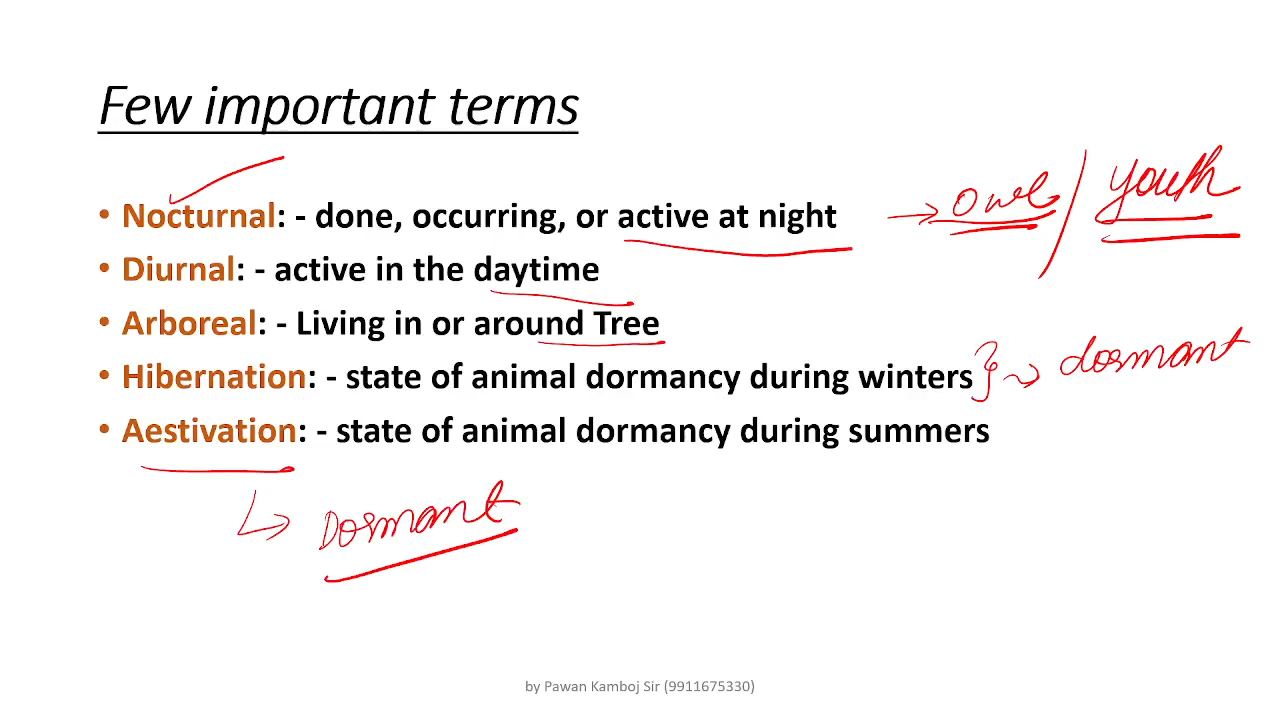 Few important terms
• Nocturnal: - done, occurring, or active at night → owl / youth
• Diurnal: - active in the daytime
• Arboreal: - Living in or around Tree
• Hibernation: - state of animal dormancy during winters } → dormant
• Aestivation: - state of animal dormancy during summers
↳ Dormant
by Pawan Kamboj Sir (9911675330)